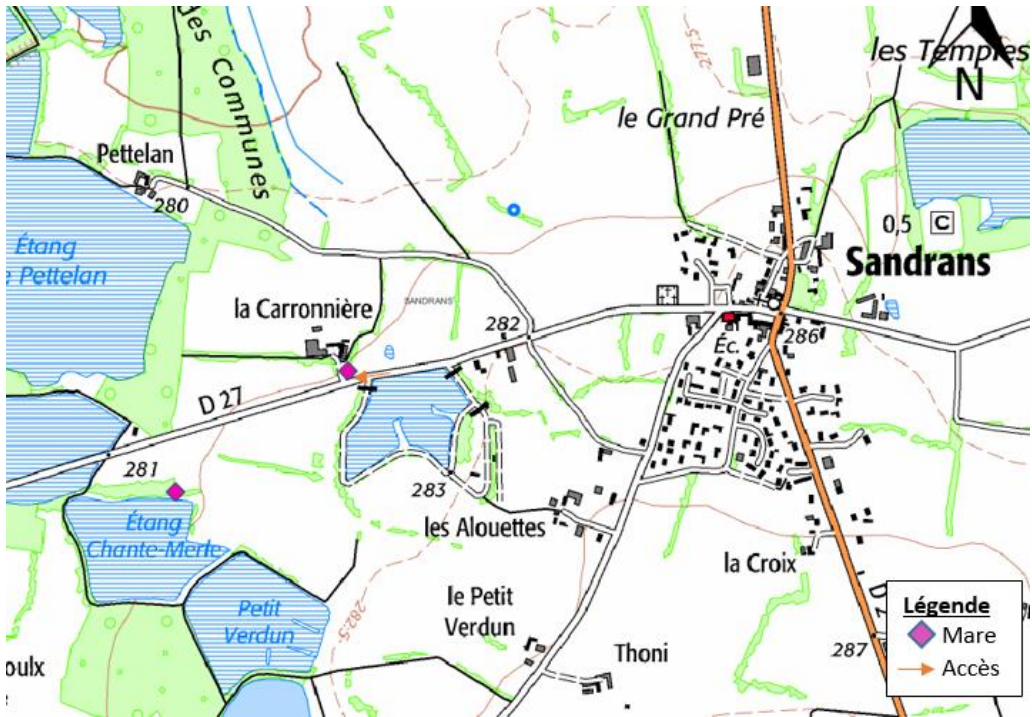 des Communes
277,5
les Temples
N
le Grand Pré
Pettelan
280
0,5
C
Sandrans
Étang
Pettelan
la Carronnière
SANDRANS
282
286
Éc.
D 27
281
283
Étang
Chante-Merle
les Alouettes
la Croix
le Petit
Verdun
282,5
Petit
Verdun
Thoni
287
oulx
Légende
Mare
Accès